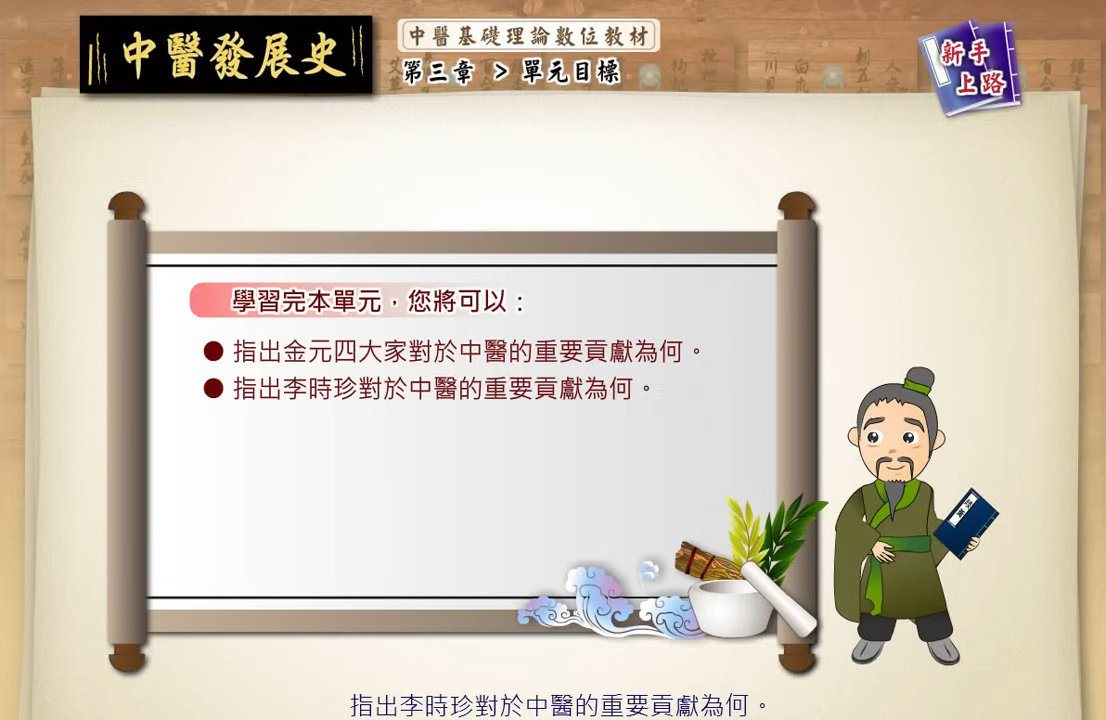 中醫發展史
中醫基礎理論數位教材
第三章 > 單元目標
新手
上路
學習完本單元，您將可以：
● 指出金元四大家對於中醫的重要貢獻為何。
● 指出李時珍對於中醫的重要貢獻為何。
指出李時珍對於中醫的重要貢獻為何。